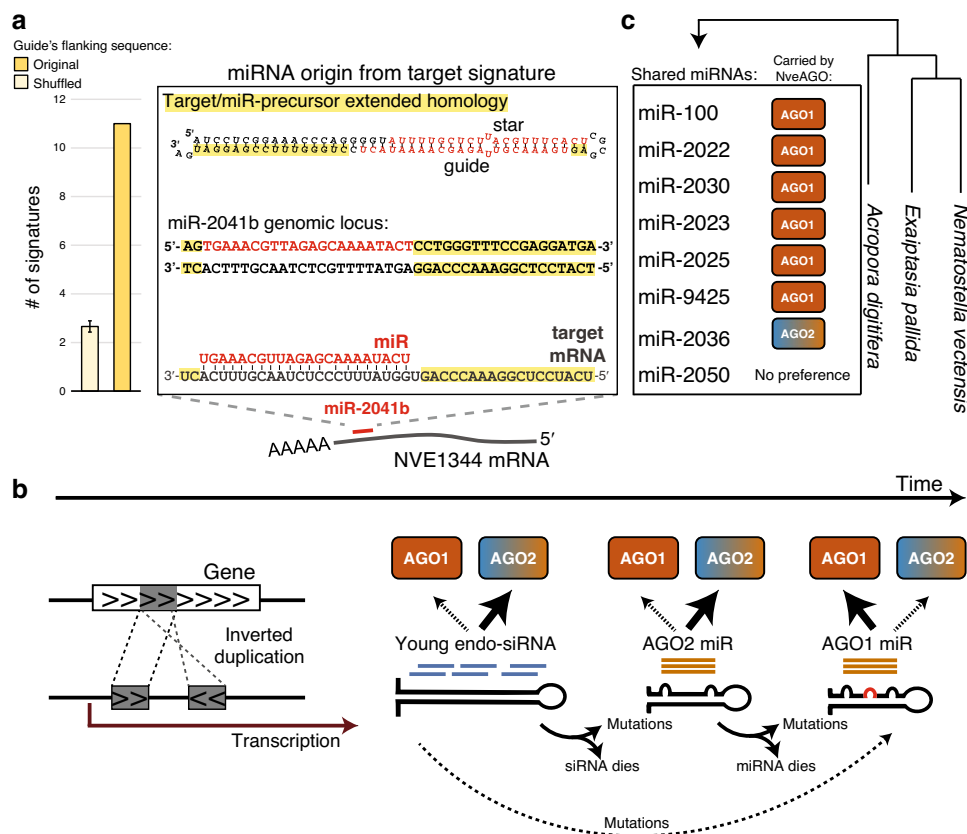 a
Guide's flanking sequence:
Original
Shuffled
# of signatures
12
10
8
6
4
2
0
miRNA origin from target signature
Target/miR-precursor extended homology
5'
3'
star
guide
miR-2041b genomic locus:
5'-AGTGAAACGTTAGAGCAAAATACTCCTGGGTTTCCGAGGATGA-3'
3'-TCACTTTGCAATCTCGTTTTATGAGGACCCAAAGGCTCCTACT-5'
miR
target
mRNA
UGAAACGUUAGAGCAAAAUACU
3'-UCACUUUGCAAUCUCCCUUUAUGGUGACCCAAAGGCUCCUACU-5'
miR-2041b
AAAAA
5'
NVE1344 mRNA
c
Shared miRNAs:
Carried by
NveAGO:
miR-100 AGO1
miR-2022 AGO1
miR-2030 AGO1
miR-2023 AGO1
miR-2025 AGO1
miR-9425 AGO1
miR-2036 AGO2
miR-2050 No preference
Acropora digitifera
Exaiptasia pallida
Nematostella vectensis
b
Time
Gene
>>>>>>>>
Inverted
duplication
>> <<
Transcription
AGO1 AGO2
Young endo-siRNA
AGO1 AGO2
AGO2 miR
AGO1 AGO2
AGO1 miR
Mutations
siRNA dies
Mutations
miRNA dies
Mutations